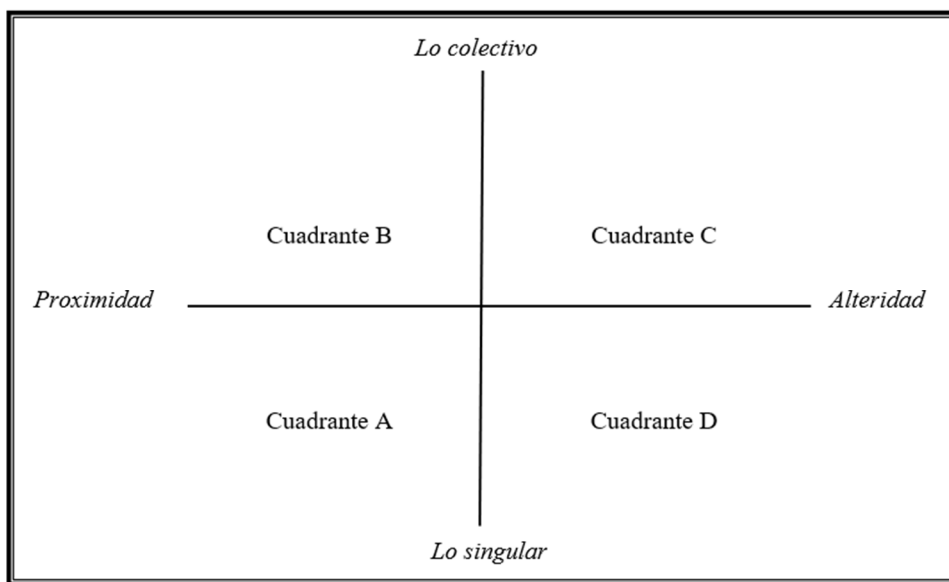 Lo colectivo
Cuadrante B
Cuadrante C
Proximidad
Alteridad
Cuadrante A
Cuadrante D
Lo singular